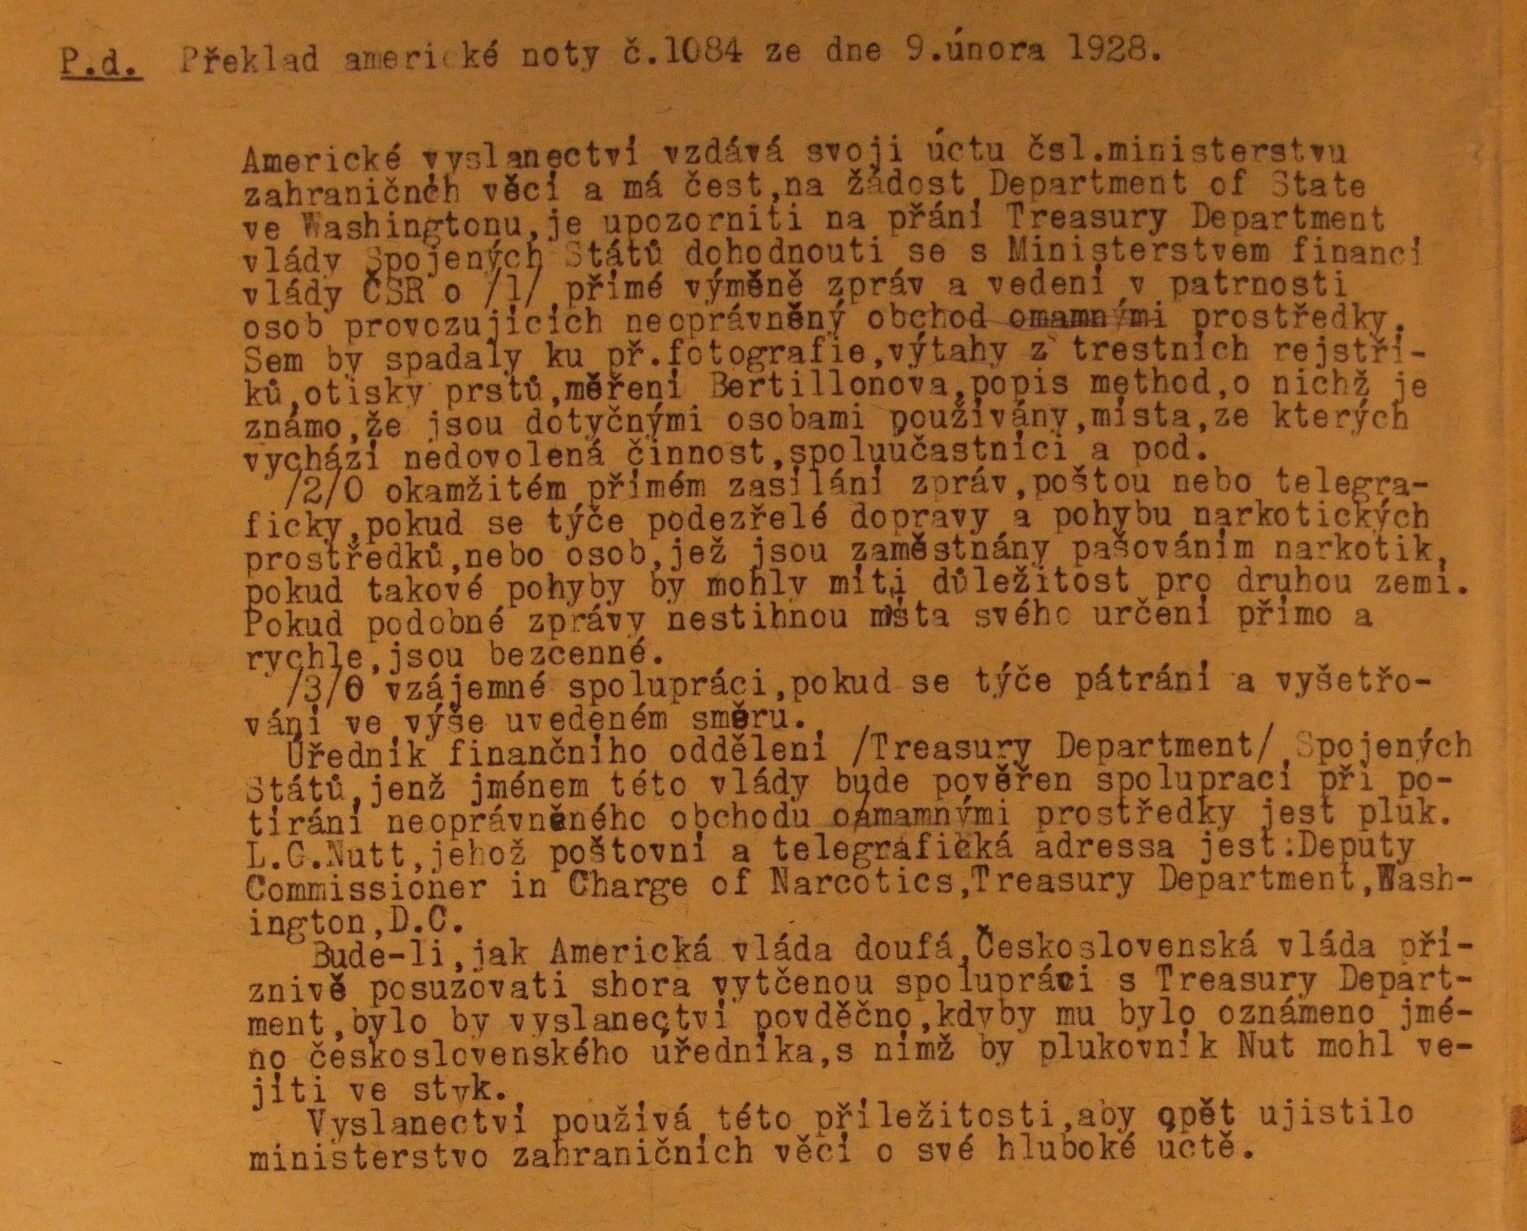 P.d. Překlad americké noty č.1084 ze dne 9.února 1928.
Americké vyslanectví vzdává svoji úctu čsl.ministerstvu
zahraničnch věcí a má čest,na žádost Department of State
ve Washingtonu,je upozorniti na přání Treasury Department
vlády Spojených Států dohodnouti se s Ministerstvem financí
vlády ČSR o /1/ přímé výměně zpráv a vedení v patrnosti
osob provozujících neoprávněný obchod omamnými prostředky.
Sem by spadaly ku př.fotografie,výtahy z trestních rejstří-
ků,otisky prstů,měření Bertillonova,popis method,o nichž je
známo,že jsou dotyčnými osobami používány,místa,ze kterých
vychází nedovolená činnost,spoluúčastníci a pod.
/2/O okamžitém přímém zasílání zpráv,poštou nebo telegra-
ficky,pokud se týče podezřelé dopravy a pohybu narkotických
prostředků,nebo osob,jež jsou zaměstnány pašováním narkotik,
pokud takové pohyby by mohly míti důležitost pro druhou zemi.
Pokud podobné zprávy nestihnou msta svého určení přímo a
rychle,jsou bezcenné.
/3/O vzájemné spolupráci,pokud se týče pátrání a vyšetřo-
vání ve výše uvedeném směru.
Úředník finančního oddělení /Treasury Department/ Spojených
Států,jenž jménem této vlády bude pověřen spoluprací při po-
tírání neoprávněného obchodu omamnými prostředky jest pluk.
L.G.Nutt,jehož poštovní a telegrafická adressa jest:Deputy
Commissioner in Charge of Narcotics,Treasury Department,Wash-
ington,D.C.
Bude-li,jak Americká vláda doufá,Československá vláda pří-
znivě posuzovati shora vytčenou spolupráci s Treasury Depart-
ment,bylo by vyslanectví povděčno,kdyby mu bylo oznámeno jmé-
no československého úředníka,s nímž by plukovník Nut mohl ve-
jíti ve styk.
Vyslanectví používá této příležitosti,aby opět ujistilo
ministerstvo zahraničních věcí o své hluboké úctě.